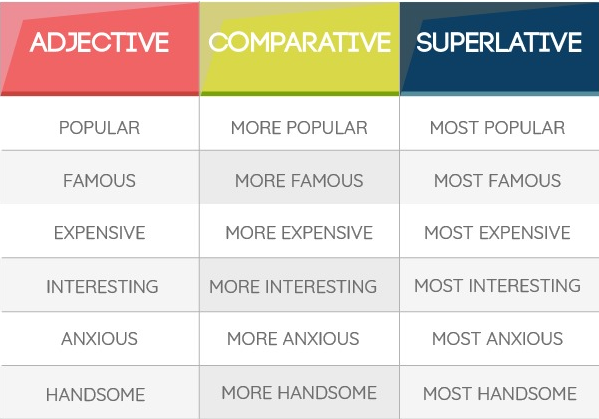 ADJECTIVE COMPARATIVE SUPERLATIVE
POPULAR MORE POPULAR MOST POPULAR
FAMOUS MORE FAMOUS MOST FAMOUS
EXPENSIVE MORE EXPENSIVE MOST EXPENSIVE
INTERESTING MORE INTERESTING MOST INTERESTING
ANXIOUS MORE ANXIOUS MOST ANXIOUS
HANDSOME MORE HANDSOME MOST HANDSOME